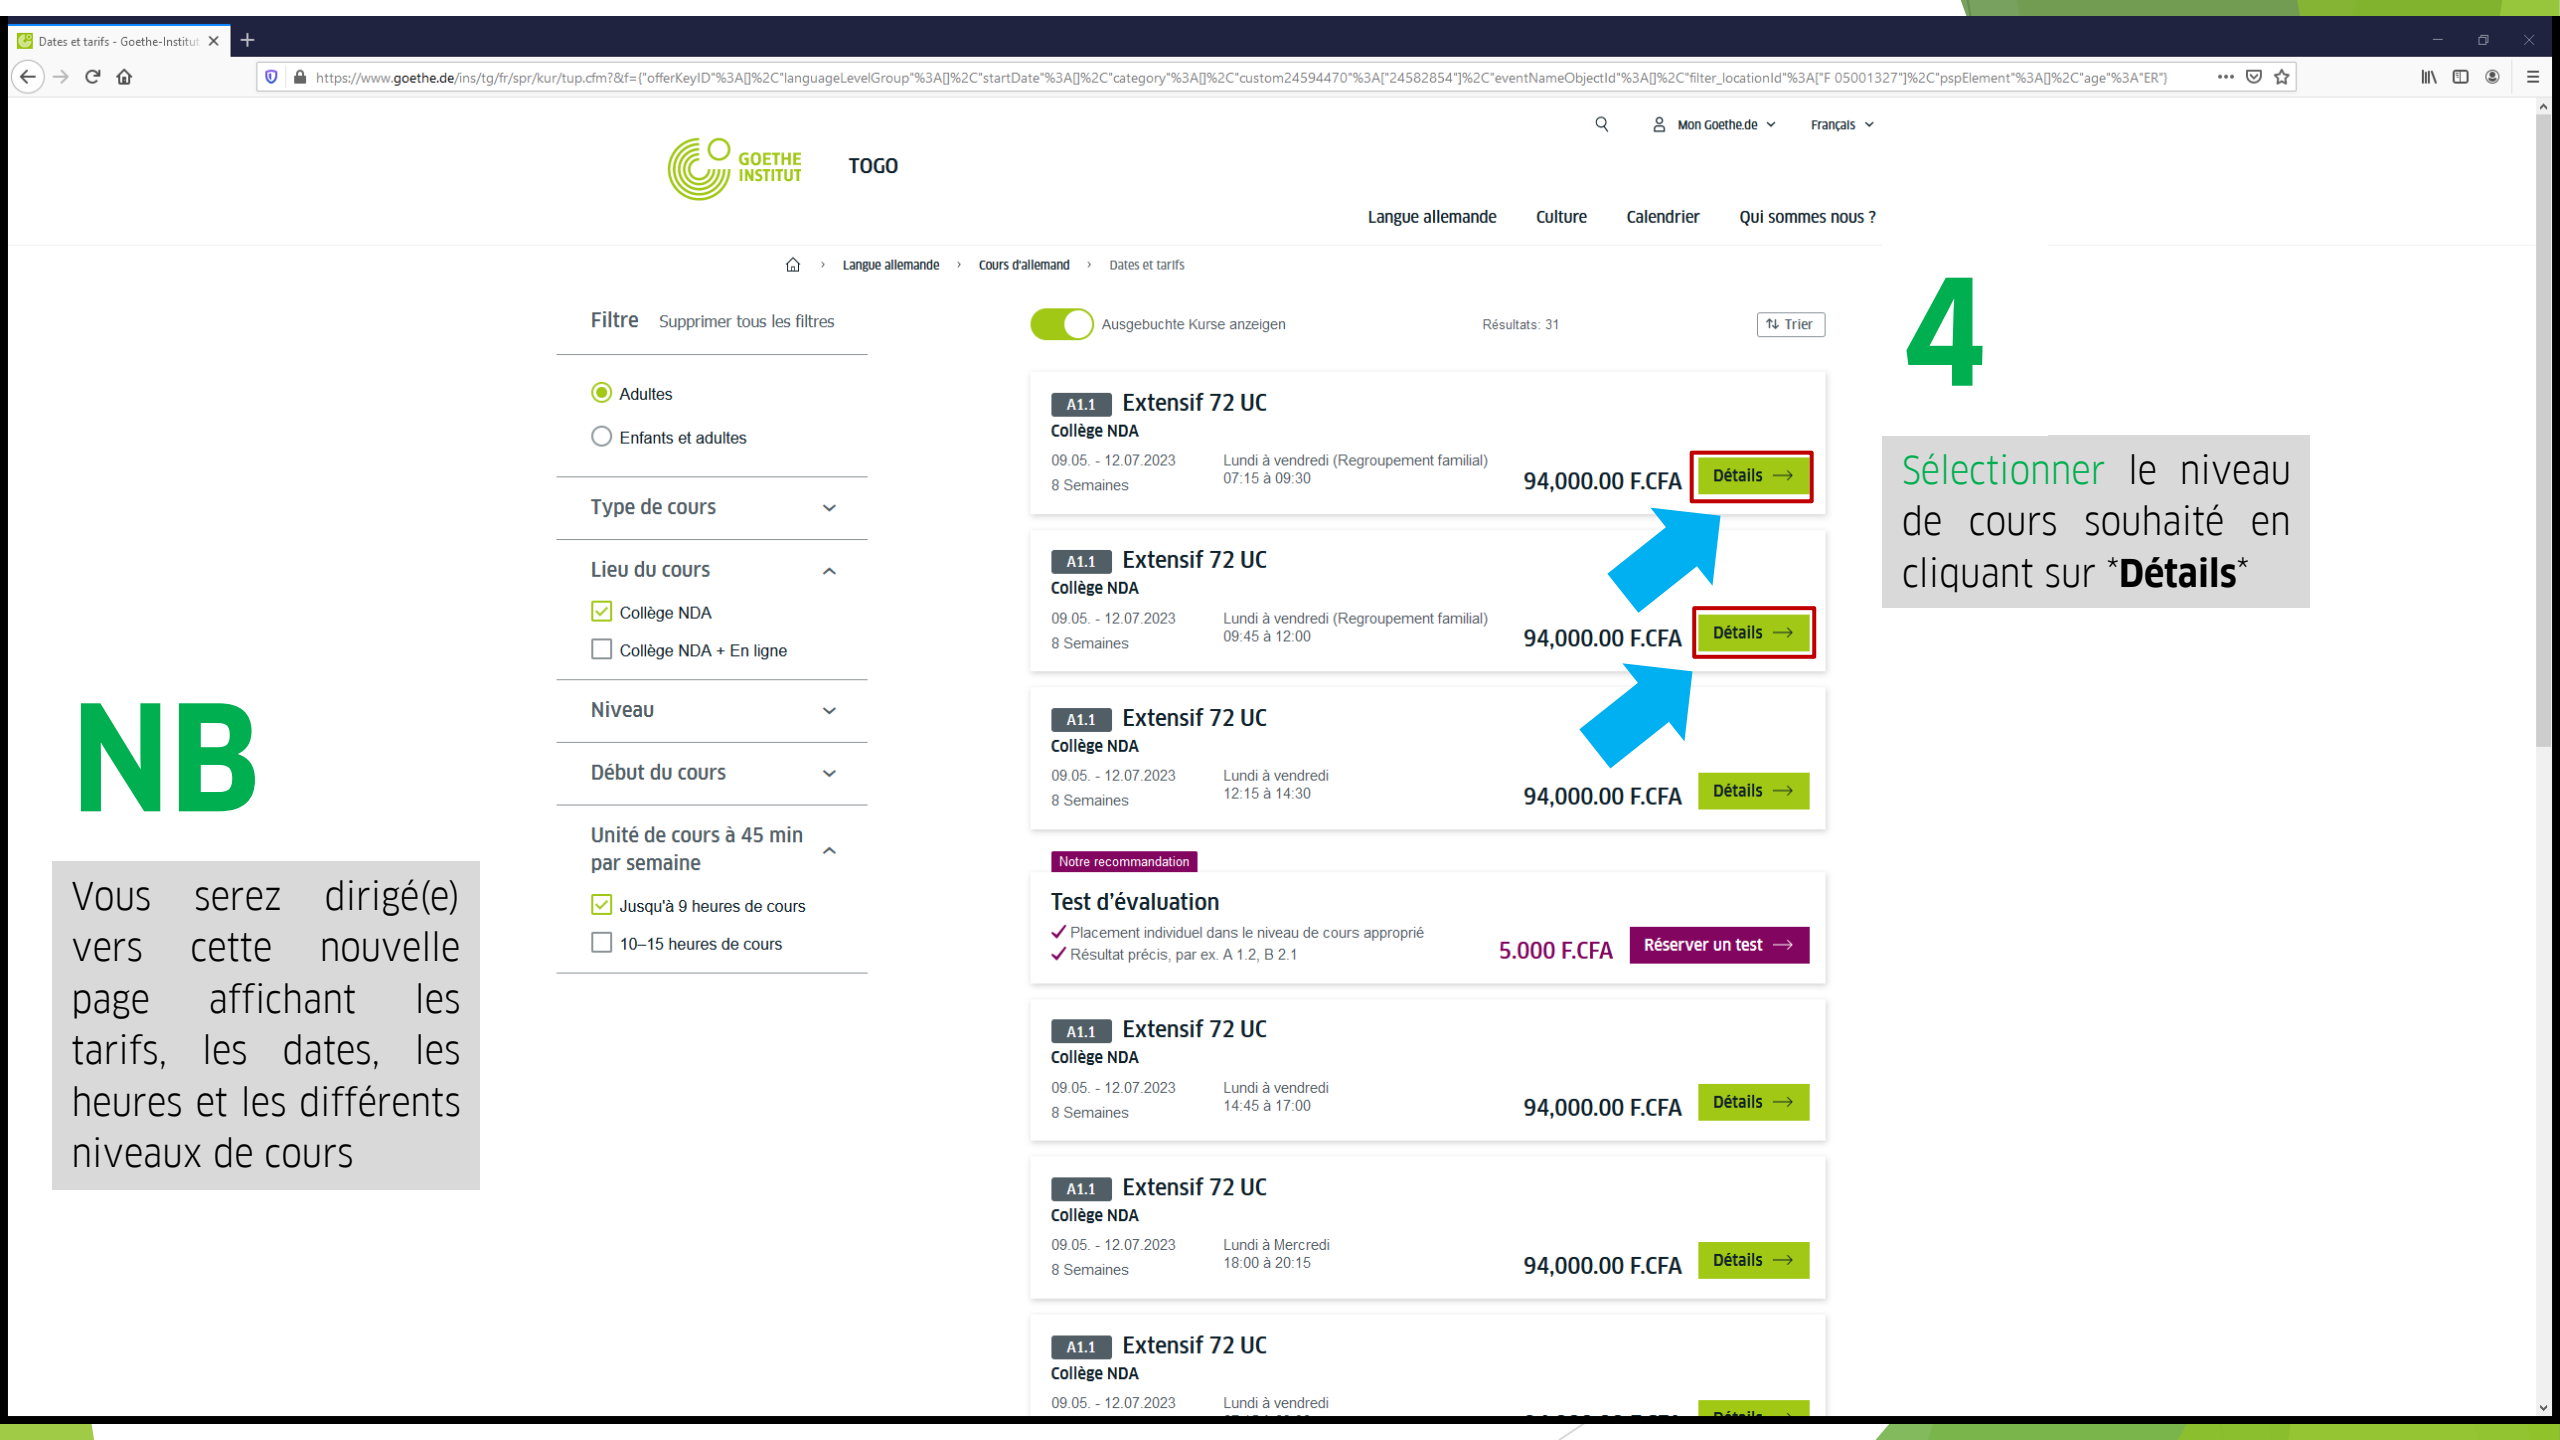 Dates et tarifs - Goethe-Institut
https://www.goethe.de/ins/tg/fr/spr/kur/tup.cfm?&f={"offerKeyID"%3A[]%2C"languageLevelGroup"%3A[]%2C"startDate"%3A[]%2C"category"%3A[]%2C"custom24594470"%3A["24582854"]%2C"eventNameObjectId"%3A[]%2C"filter_locationId"%3A["F 05001327"]%2C"pspElement"%3A[]%2C"age"%3A"ER"}
Mon Goethe.de
Français
GOETHE
INSTITUT
TOGO
Langue allemande Culture Calendrier Qui sommes nous ?
Langue allemande › Cours d'allemand › Dates et tarifs
Filtre Supprimer tous les filtres
Adultes
Enfants et adultes
Type de cours
Lieu du cours
Collège NDA
Collège NDA + En ligne
Niveau
Début du cours
Unité de cours à 45 min
par semaine
Jusqu'à 9 heures de cours
10–15 heures de cours
Ausgebuchte Kurse anzeigen
Résultats: 31
Trier
A1.1 Extensif 72 UC
Collège NDA
09.05. - 12.07.2023
8 Semaines
Lundi à vendredi (Regroupement familial)
07:15 à 09:30
94,000.00 F.CFA
Détails →
A1.1 Extensif 72 UC
Collège NDA
09.05. - 12.07.2023
8 Semaines
Lundi à vendredi (Regroupement familial)
09:45 à 12:00
94,000.00 F.CFA
Détails →
A1.1 Extensif 72 UC
Collège NDA
09.05. - 12.07.2023
8 Semaines
Lundi à vendredi
12:15 à 14:30
94,000.00 F.CFA
Détails →
Notre recommandation
Test d'évaluation
Placement individuel dans le niveau de cours approprié
Résultat précis, par ex. A 1.2, B 2.1
5.000 F.CFA
Réserver un test →
A1.1 Extensif 72 UC
Collège NDA
09.05. - 12.07.2023
8 Semaines
Lundi à vendredi
14:45 à 17:00
94,000.00 F.CFA
Détails →
A1.1 Extensif 72 UC
Collège NDA
09.05. - 12.07.2023
8 Semaines
Lundi à Mercredi
18:00 à 20:15
94,000.00 F.CFA
Détails →
A1.1 Extensif 72 UC
Collège NDA
09.05. - 12.07.2023
Lundi à vendredi
4
Sélectionner le niveau
de cours souhaité en
cliquant sur *Détails*
NB
Vous serez dirigé(e)
vers cette nouvelle
page affichant les
tarifs, les dates, les
heures et les différents
niveaux de cours